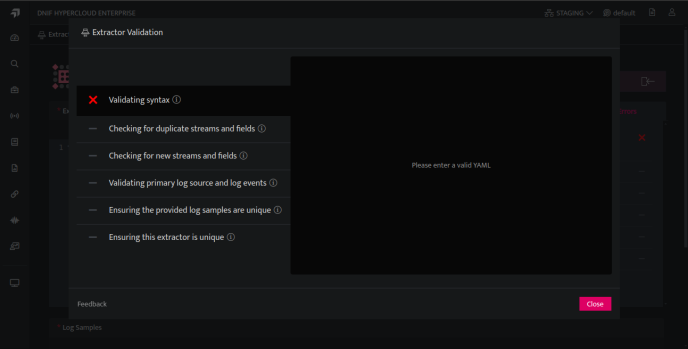 DNIF HYPERCLOUD ENTERPRISE
STAGING
default
Extrac
Extractor Validation
Validating syntax
Checking for duplicate streams and fields
Checking for new streams and fields
Validating primary log source and log events
Ensuring the provided log samples are unique
Ensuring this extractor is unique
Please enter a valid YAML
Ex
1
Feedback
Close
Log Samples